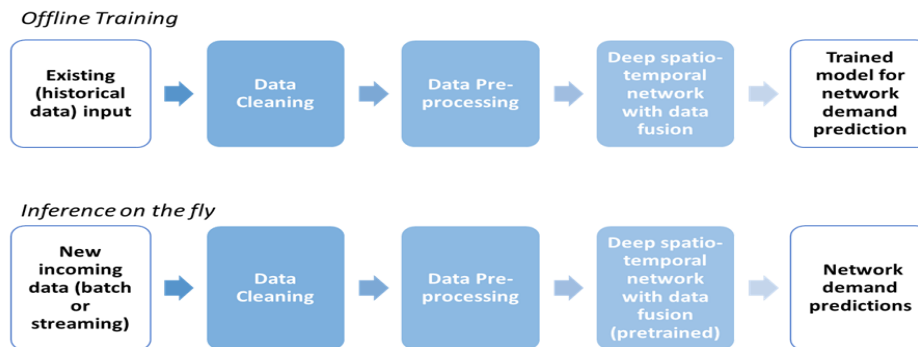 Offline Training
Existing
(historical
data) input
Data
Cleaning
Data Pre-
processing
Deep spatio-
temporal
network
with data
fusion
Trained
model for
network
demand
prediction
Inference on the fly
New
incoming
data (batch
or
streaming)
Data
Cleaning
Data Pre-
processing
Deep spatio-
temporal
network
with data
fusion
(pretrained)
Network
demand
predictions